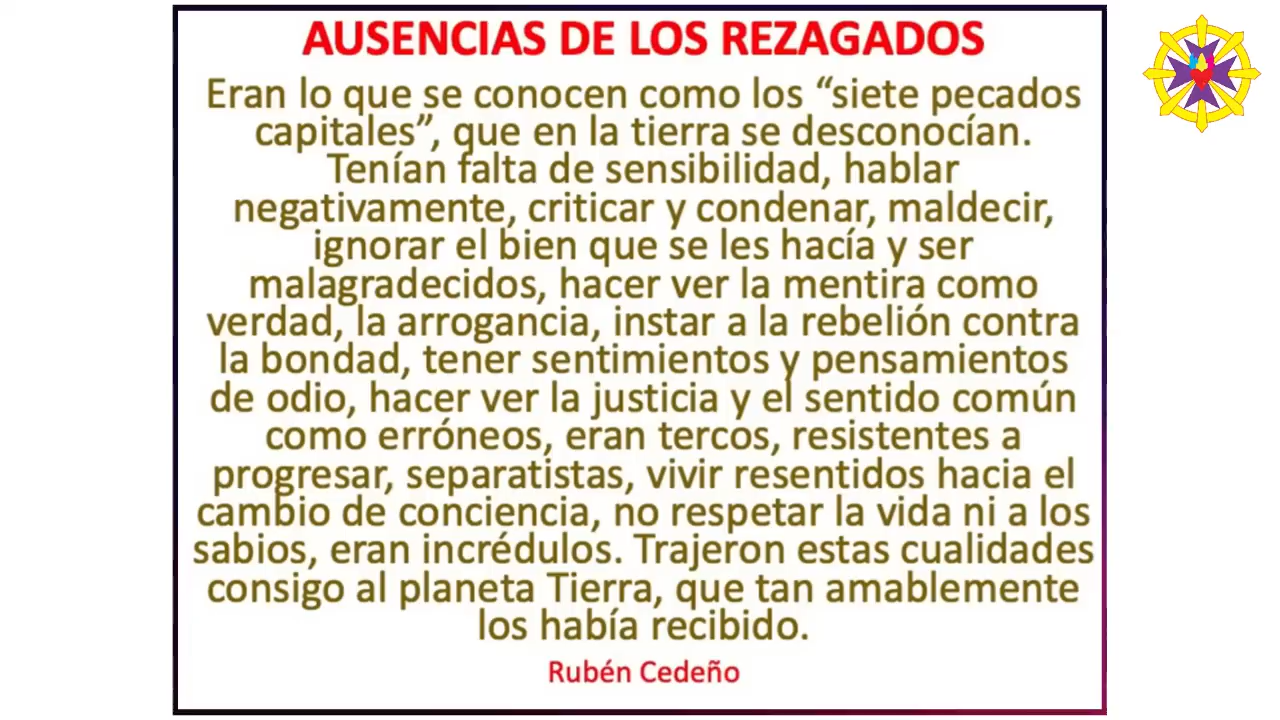 AUSENCIAS DE LOS REZAGADOS
Eran lo que se conocen como los “siete pecados
capitales”, que en la tierra se desconocían.
Tenían falta de sensibilidad, hablar
negativamente, criticar y condenar, maldecir,
ignorar el bien que se les hacía y ser
malagradecidos, hacer ver la mentira como
verdad, la arrogancia, instar a la rebelión contra
la bondad, tener sentimientos y pensamientos
de odio, hacer ver la justicia y el sentido común
como erróneos, eran tercos, resistentes a
progresar, separatistas, vivir resentidos hacia el
cambio de conciencia, no respetar la vida ni a los
sabios, eran incrédulos. Trajeron estas cualidades
consigo al planeta Tierra, que tan amablemente
los había recibido.
Rubén Cedeño